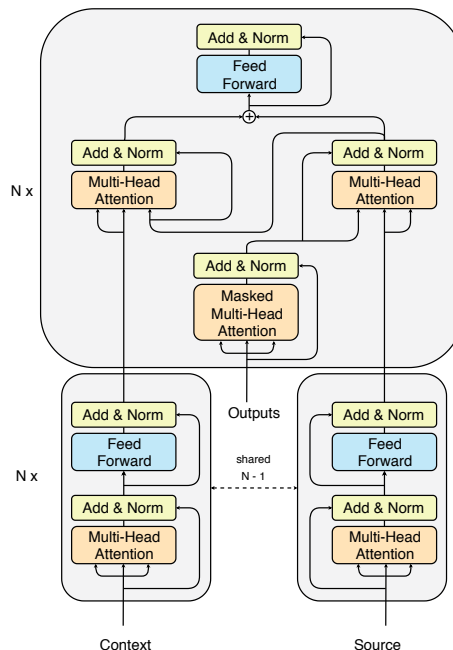 Add & Norm
Feed
Forward
Add & Norm
Multi-Head
Attention
Add & Norm
Multi-Head
Attention
N x
Add & Norm
Masked
Multi-Head
Attention
Outputs
Add & Norm
Feed
Forward
Add & Norm
Multi-Head
Attention
N x
shared
N - 1
Add & Norm
Feed
Forward
Add & Norm
Multi-Head
Attention
Context
Source